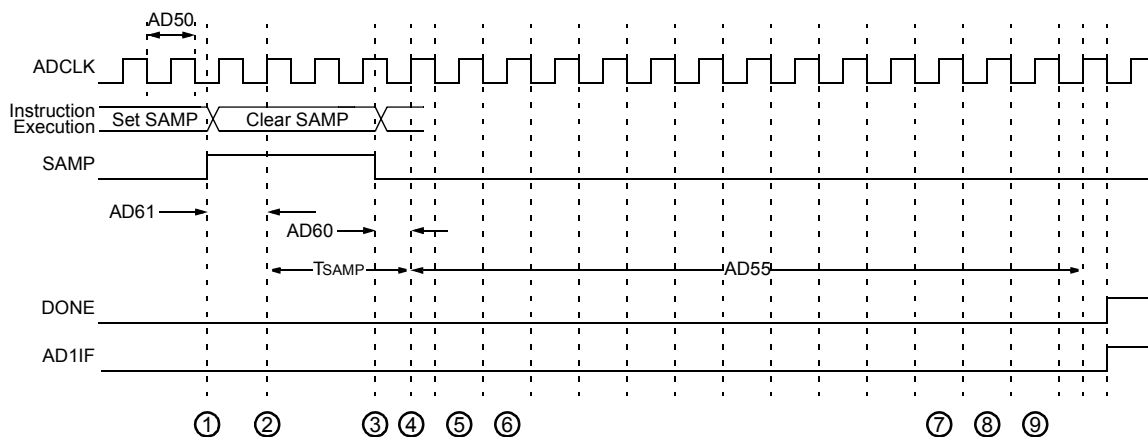 AD50
ADCLK
Instruction
Execution
Set SAMP
Clear SAMP
SAMP
AD61
AD60
TSAMP
AD55
DONE
AD1IF
① ② ③ ④ ⑤ ⑥ ⑦ ⑧ ⑨